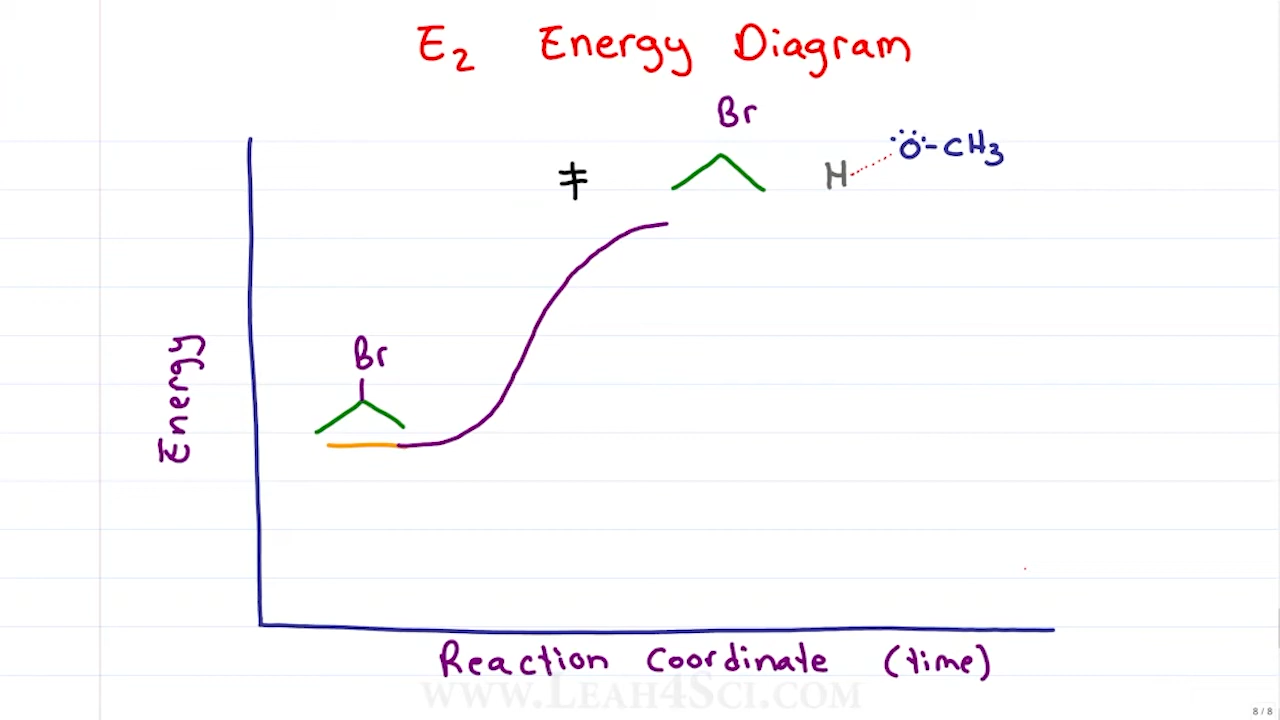 E2 Energy Diagram
Br
‡
H
:Ö-CH3
Br
Energy
Reaction Coordinate (time)
www.Leah4Sci.com
8 / 8